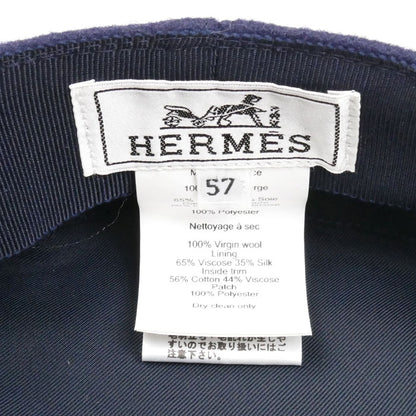 HERMÈS
57
100% Polyester
Nettoyage à sec
100% Virgin wool
Lining
65% Viscose 35% Silk
Inside trim
56% Cotton 44% Viscose
Patch
100% Polyester
Dry clean only
すいのでお取り扱いにはご
注意下さい。